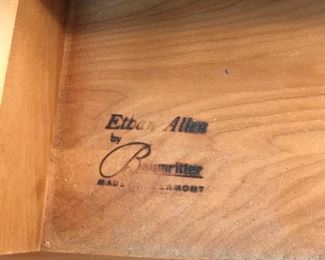 Ethan Allen
by
Baumritter
MADE IN VERMONT